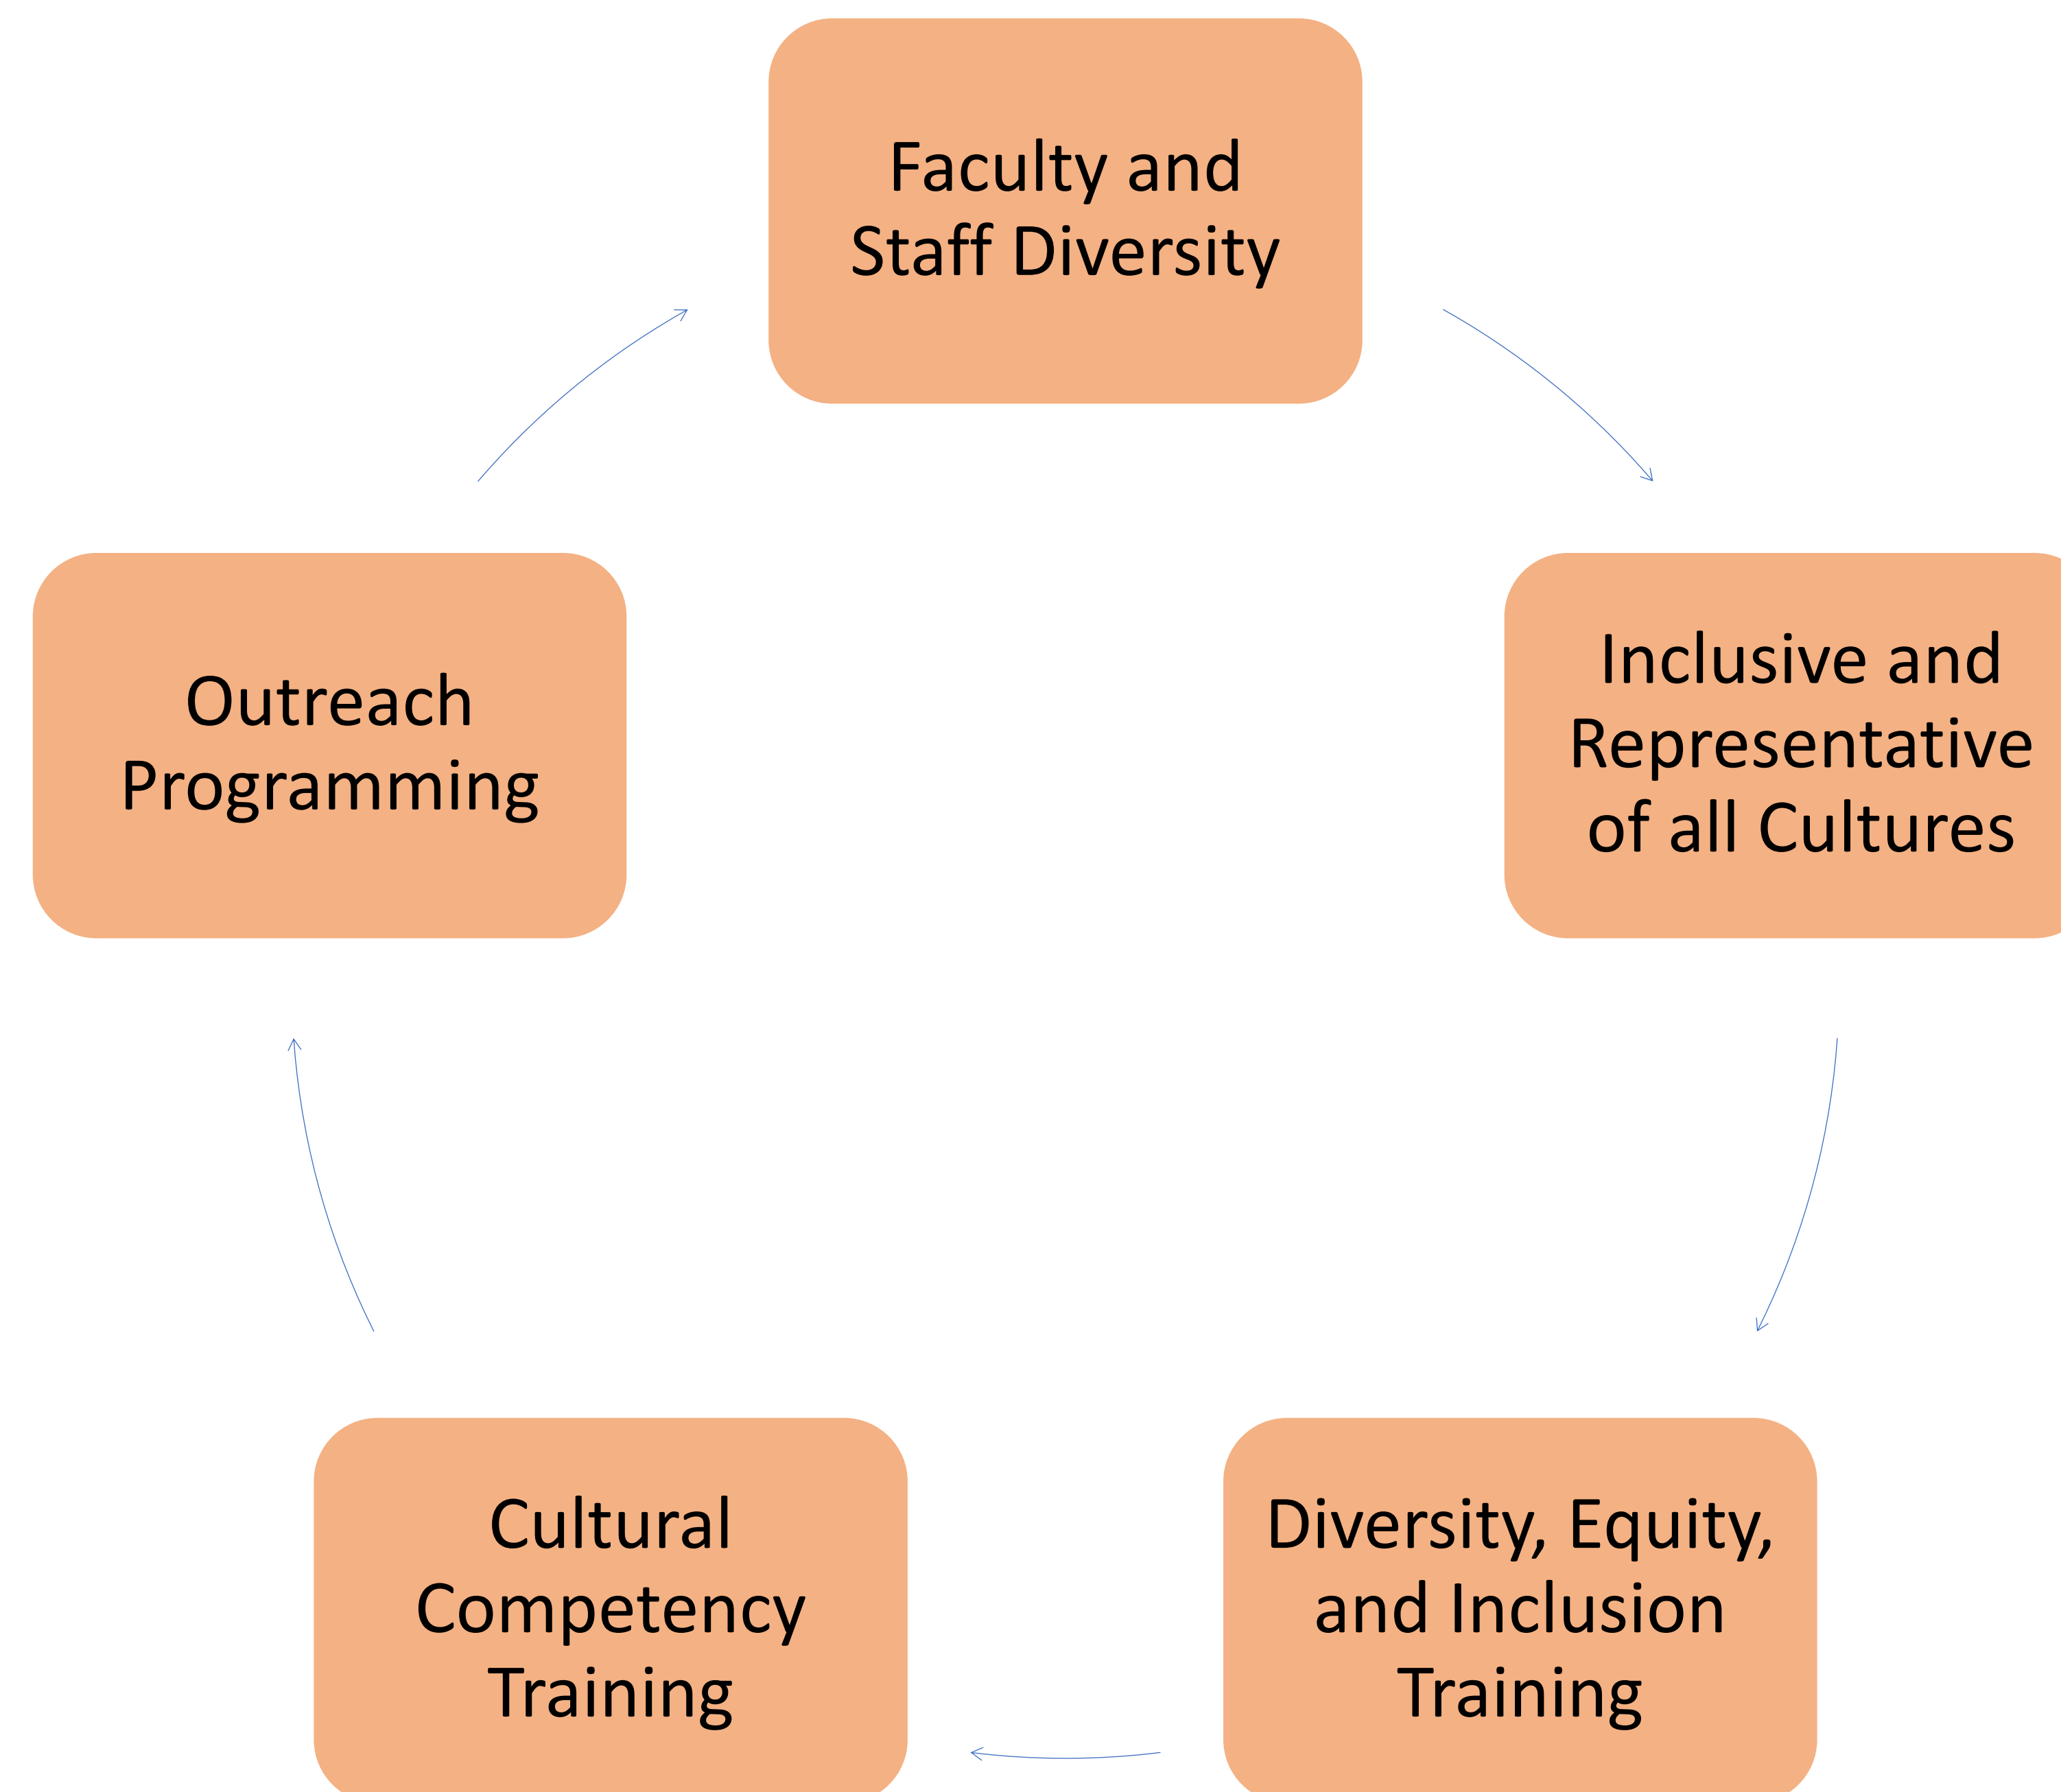 Faculty and
Staff Diversity
Inclusive and
Representative
of all Cultures
Diversity, Equity,
and Inclusion
Training
Cultural
Competency
Training
Outreach
Programming